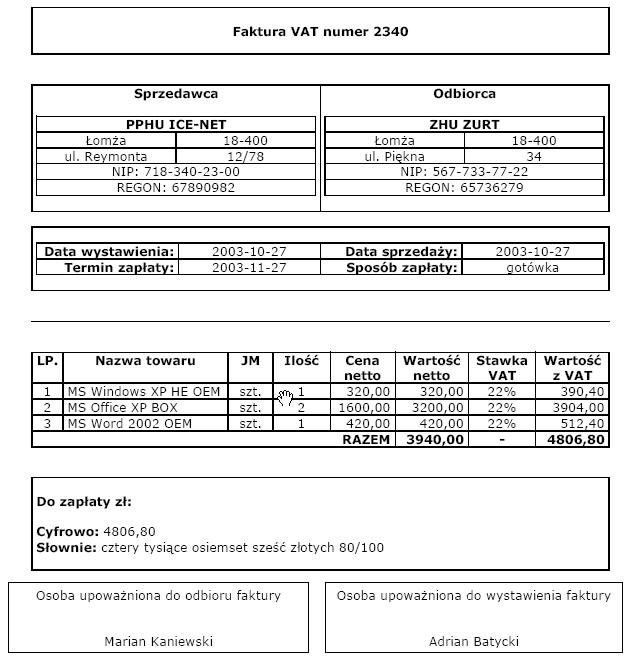 Faktura VAT numer 2340
Sprzedawca
PPHU ICE-NET
Łomża 18-400
ul. Reymonta 12/78
NIP: 718-340-23-00
REGON: 67890982
Odbiorca
ZHU ZURT
Łomża 18-400
ul. Piękna 34
NIP: 567-733-77-22
REGON: 65736279
Data wystawienia: 2003-10-27 Data sprzedaży: 2003-10-27
Termin zapłaty: 2003-11-27 Sposób zapłaty: gotówka
LP. Nazwa towaru JM Ilość Cena netto Wartość netto Stawka VAT Wartość z VAT
1 MS Windows XP HE OEM szt. 1 320,00 320,00 22% 390,40
2 MS Office XP BOX szt. 2 1600,00 3200,00 22% 3904,00
3 MS Word 2002 OEM szt. 1 420,00 420,00 22% 512,40
RAZEM 3940,00 - 4806,80
Do zapłaty zł:
Cyfrowo: 4806,80
Słownie: cztery tysiące osiemset sześć złotych 80/100
Osoba upoważniona do odbioru faktury
Marian Kaniewski
Osoba upoważniona do wystawienia faktury
Adrian Batycki